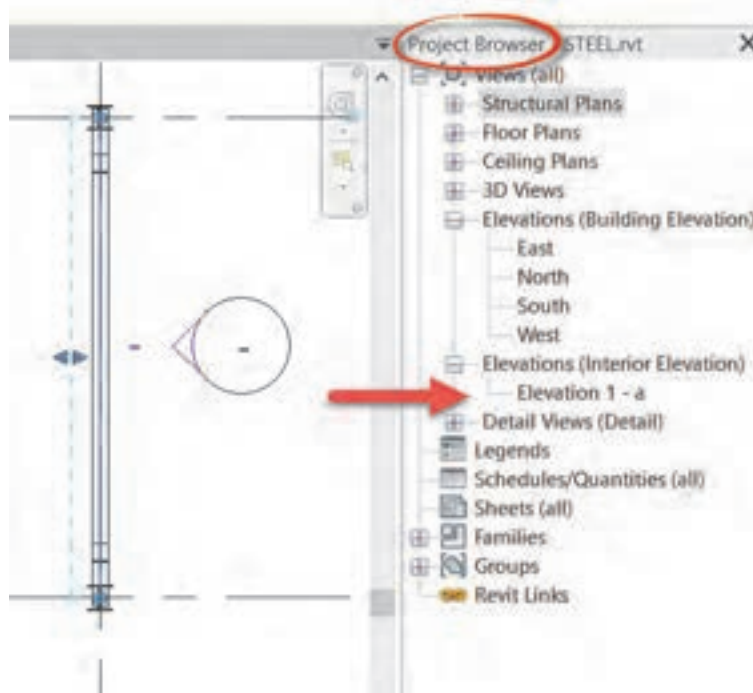 Project Browser STEEL.rvt
Views (all)
Structural Plans
Floor Plans
Ceiling Plans
3D Views
Elevations (Building Elevation)
East
North
South
West
Elevations (Interior Elevation)
Elevation 1 - a
Detail Views (Detail)
Legends
Schedules/Quantities (all)
Sheets (all)
Families
Groups
Revit Links